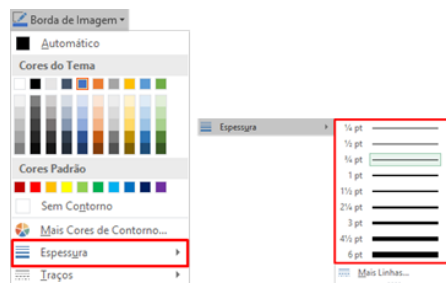 Borda de Imagem
Automático
Cores do Tema
Cores Padrão
Sem Contorno
Mais Cores de Contorno...
Espessura
Traços
Espessura
¼ pt
½ pt
¾ pt
1 pt
1½ pt
2¼ pt
3 pt
4½ pt
6 pt
Mais Linhas...